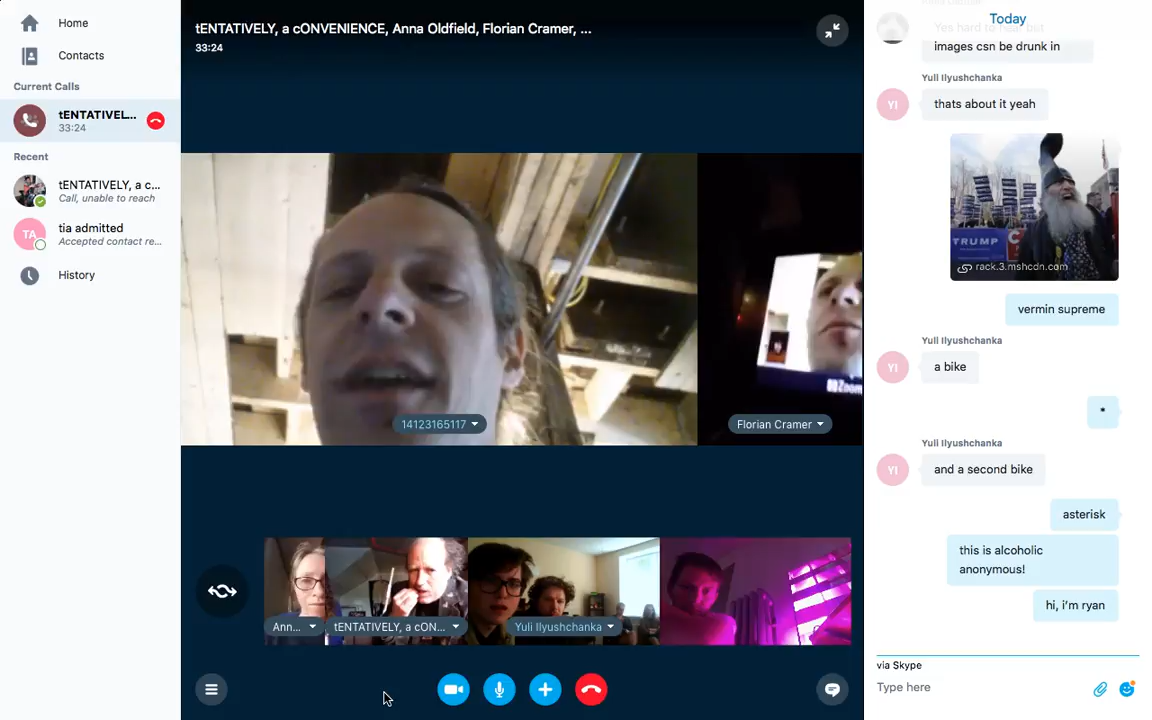 Home
Contacts
Current Calls
tENTATIVEL...
33:24
Recent
tENTATIVELY, a c...
Call, unable to reach
TA
tia admitted
Accepted contact re...
History
tENTATIVELY, a cONVENIENCE, Anna Oldfield, Florian Cramer, ...
33:24
14123165117
Florian Cramer
Ann...
tENTATIVELY, a cON...
Yuli Ilyushchanka
Today
images csn be drunk in
Yuli Ilyushchanka
YI
thats about it yeah
TRUMP
rack.3.mshcdn.com
vermin supreme
Yuli Ilyushchanka
YI
a bike
*
Yuli Ilyushchanka
YI
and a second bike
asterisk
this is alcoholic
anonymous!
hi, i'm ryan
via Skype
Type here